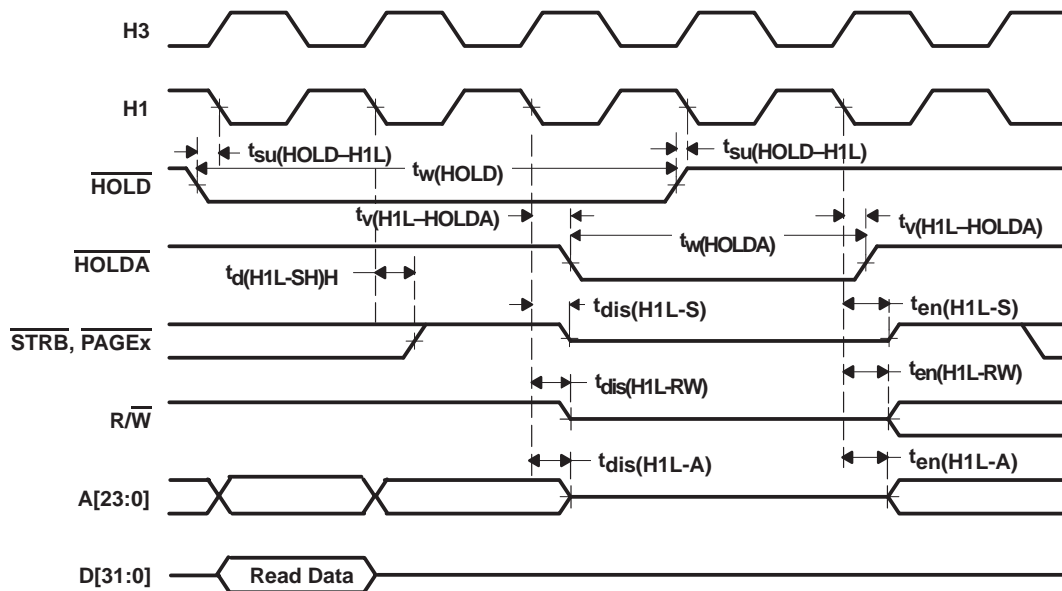 H3
H1
tsu(HOLD–H1L)
tsu(HOLD–H1L)
HOLD
tw(HOLD)
tv(H1L–HOLDA)
tv(H1L–HOLDA)
HOLDA
tw(HOLDA)
td(H1L-SH)H
STRB, PAGEx
tdis(H1L-S)
ten(H1L-S)
tdis(H1L-RW)
ten(H1L-RW)
R/W
tdis(H1L-A)
ten(H1L-A)
A[23:0]
D[31:0]
Read Data